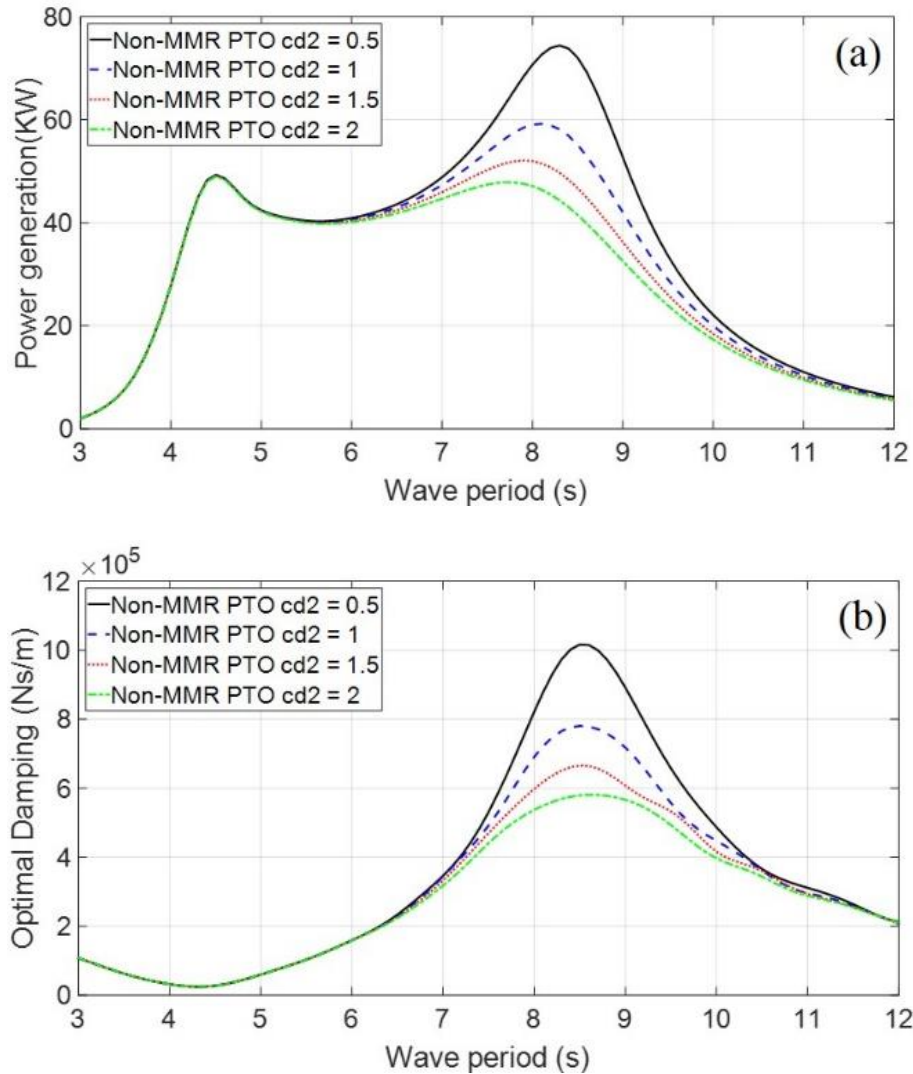 80
60
40
20
0
Power generation(KW)
Non-MMR PTO cd2 = 0.5
Non-MMR PTO cd2 = 1
Non-MMR PTO cd2 = 1.5
Non-MMR PTO cd2 = 2
(a)
3 4 5 6 7 8 9 10 11 12
Wave period (s)
×10⁵
12
10
8
6
4
2
0
Optimal Damping (Ns/m)
Non-MMR PTO cd2 = 0.5
Non-MMR PTO cd2 = 1
Non-MMR PTO cd2 = 1.5
Non-MMR PTO cd2 = 2
(b)
3 4 5 6 7 8 9 10 11 12
Wave period (s)